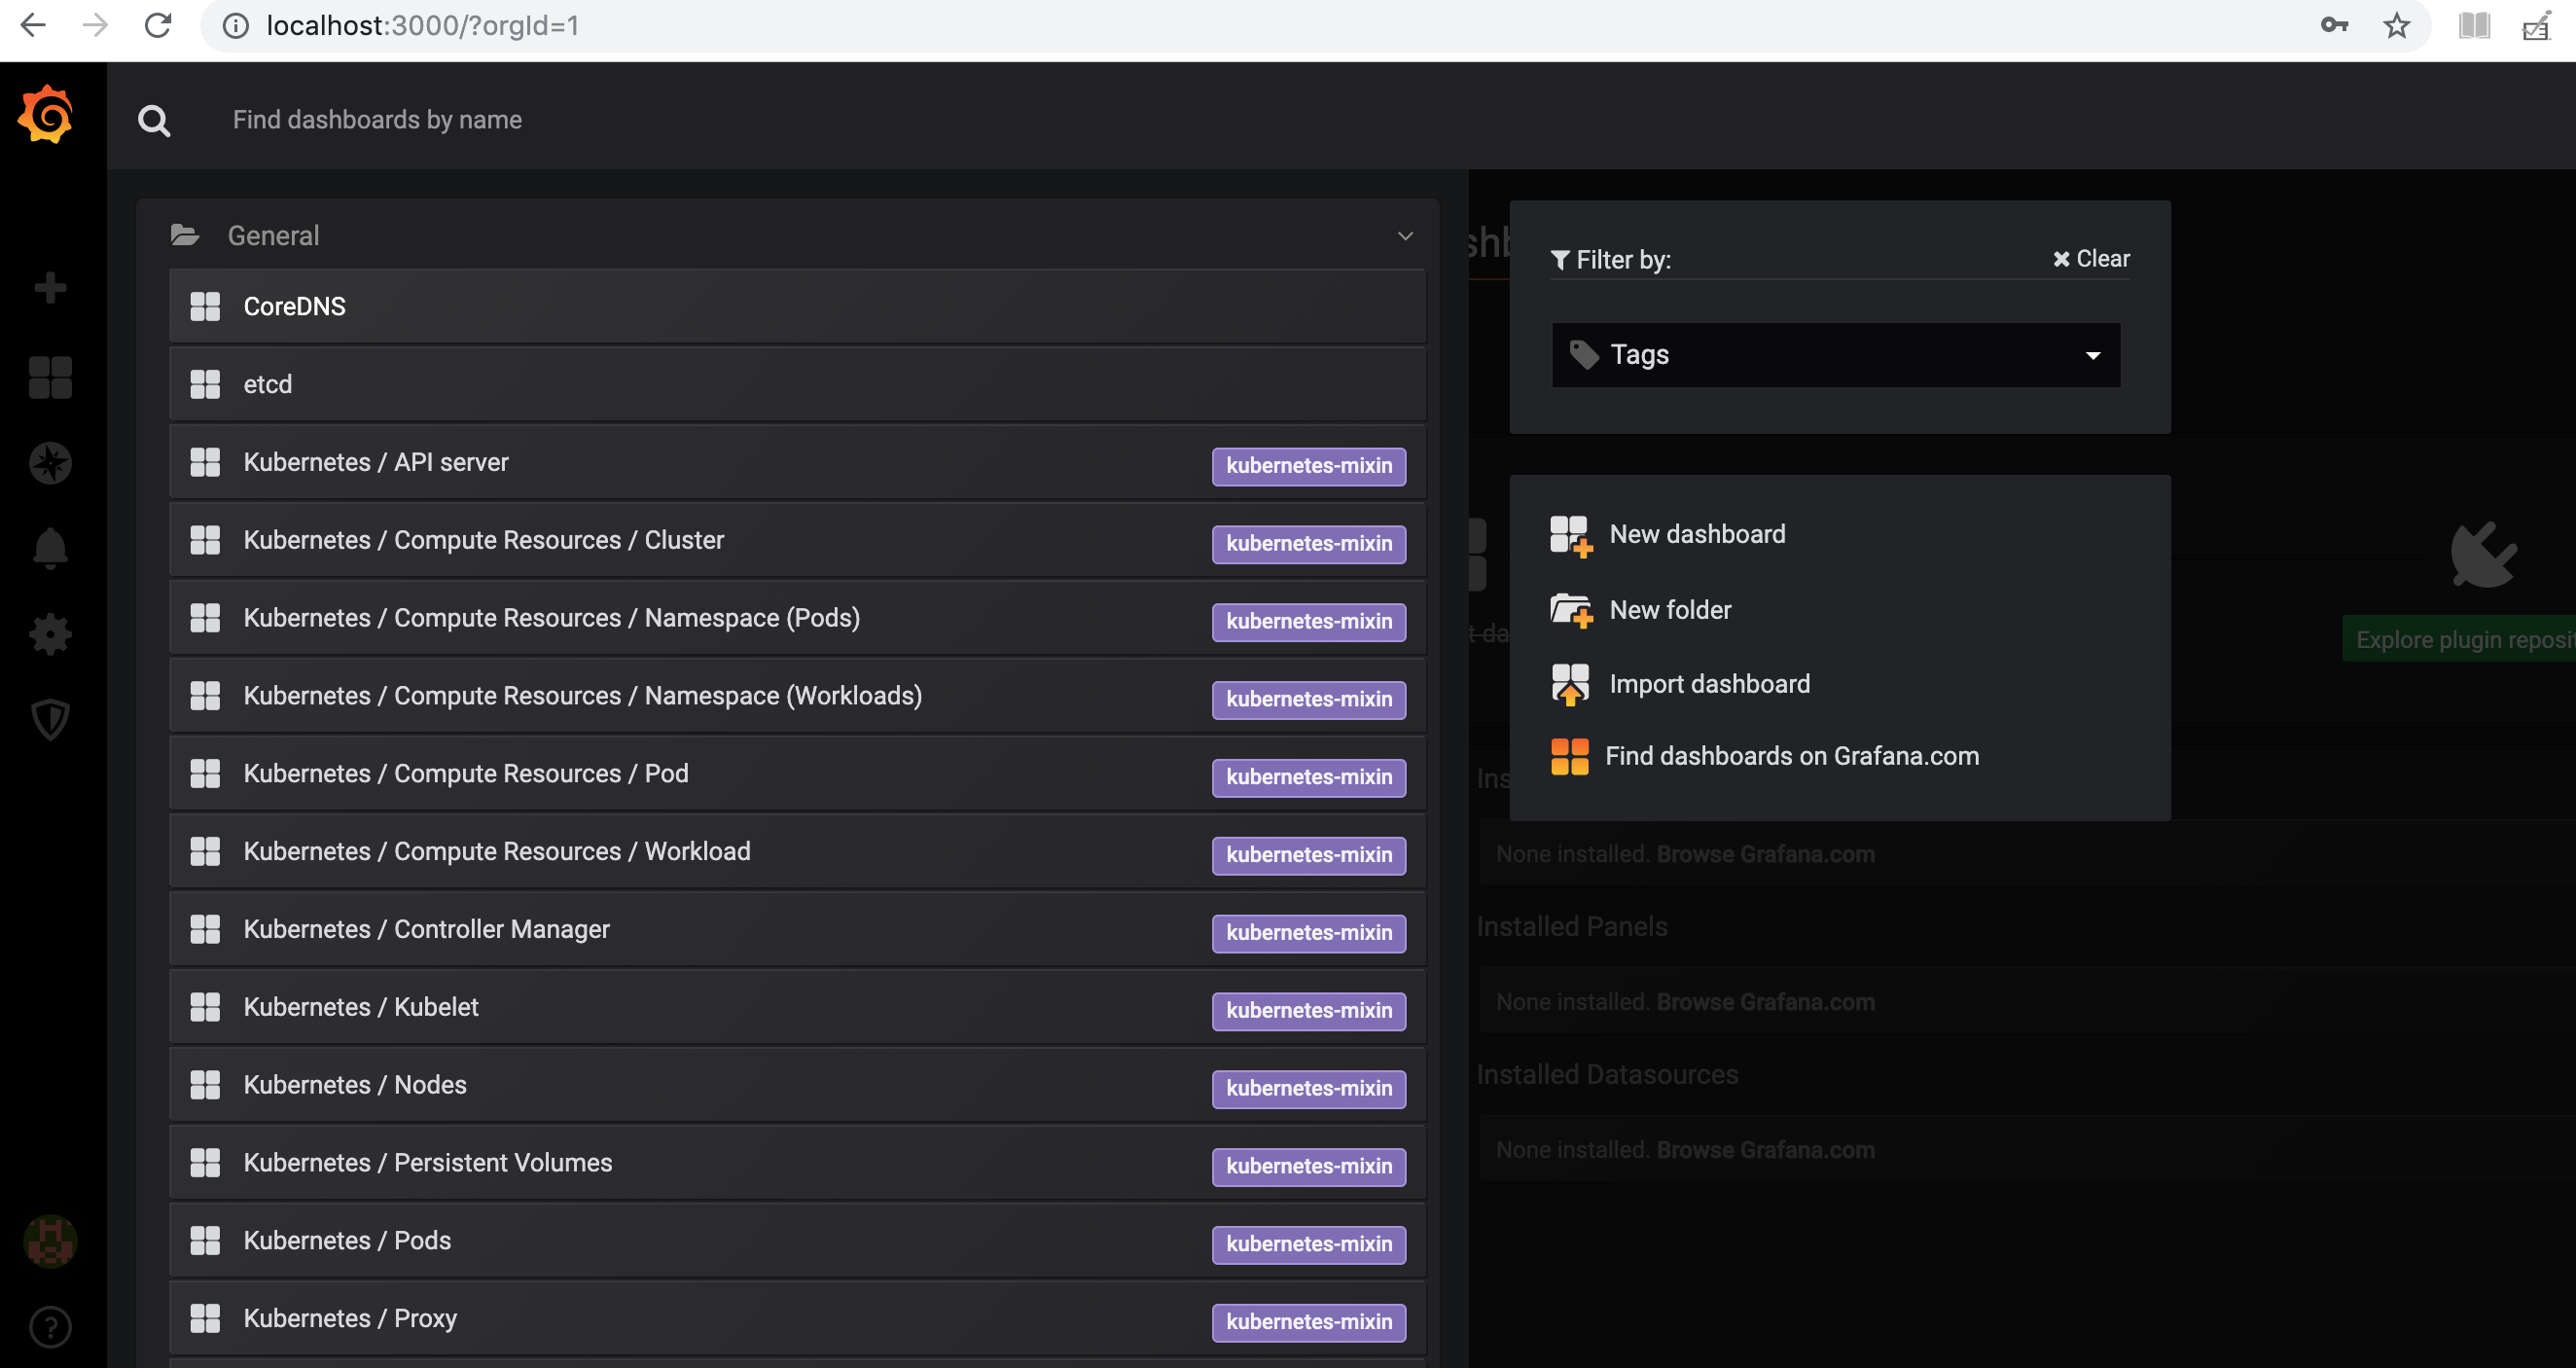 localhost:3000/?orgId=1
Find dashboards by name
General
CoreDNS
etcd
Kubernetes / API server kubernetes-mixin
Kubernetes / Compute Resources / Cluster kubernetes-mixin
Kubernetes / Compute Resources / Namespace (Pods) kubernetes-mixin
Kubernetes / Compute Resources / Namespace (Workloads) kubernetes-mixin
Kubernetes / Compute Resources / Pod kubernetes-mixin
Kubernetes / Compute Resources / Workload kubernetes-mixin
Kubernetes / Controller Manager kubernetes-mixin
Kubernetes / Kubelet kubernetes-mixin
Kubernetes / Nodes kubernetes-mixin
Kubernetes / Persistent Volumes kubernetes-mixin
Kubernetes / Pods kubernetes-mixin
Kubernetes / Proxy kubernetes-mixin
Filter by: Clear
Tags
New dashboard
New folder
Import dashboard
Find dashboards on Grafana.com
Explore plugin reposit
Ins
None installed. Browse Grafana.com
Installed Panels
None installed. Browse Grafana.com
Installed Datasources
None installed. Browse Grafana.com